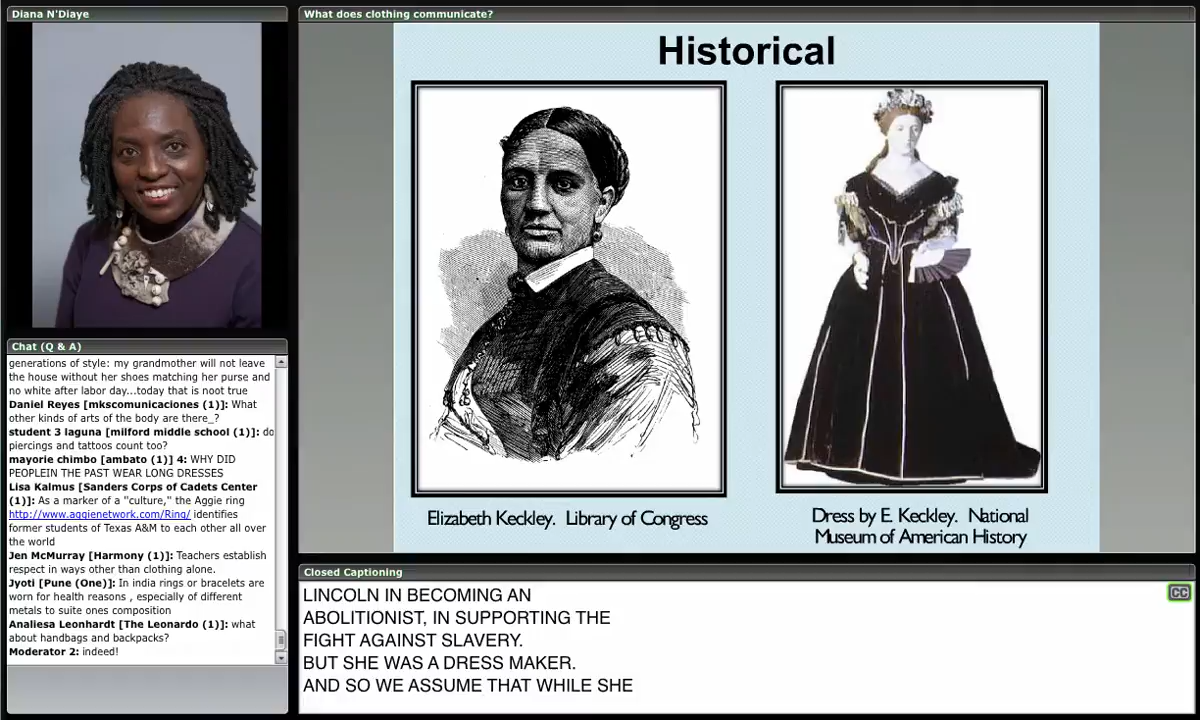 Diana N'Diaye
What does clothing communicate?
Historical
Elizabeth Keckley. Library of Congress
Dress by E. Keckley. National
Museum of American History
Chat (Q & A)
generations of style: my grandmother will not leave
the house without her shoes matching her purse and
no white after labor day...today that is noot true
Daniel Reyes [mkscomunicaciones (1)]: What
other kinds of arts of the body are there_?
student 3 laguna [milford middle school (1)]: do
piercings and tattoos count too?
mayorie chimbo [ambato (1)] 4: WHY DID
PEOPLEIN THE PAST WEAR LONG DRESSES
Lisa Kalmus [Sanders Corps of Cadets Center
(1)]: As a marker of a "culture," the Aggie ring
http://www.aggienetwork.com/Ring/ identifies
former students of Texas A&M to each other all over
the world
Jen McMurray [Harmony (1)]: Teachers establish
respect in ways other than clothing alone.
Jyoti [Pune (One)]: In india rings or bracelets are
worn for health reasons , especially of different
metals to suite ones composition
Analiesa Leonhardt [The Leonardo (1)]: what
about handbags and backpacks?
Moderator 2: indeed!
Closed Captioning
CC
LINCOLN IN BECOMING AN
ABOLITIONIST, IN SUPPORTING THE
FIGHT AGAINST SLAVERY.
BUT SHE WAS A DRESS MAKER.
AND SO WE ASSUME THAT WHILE SHE